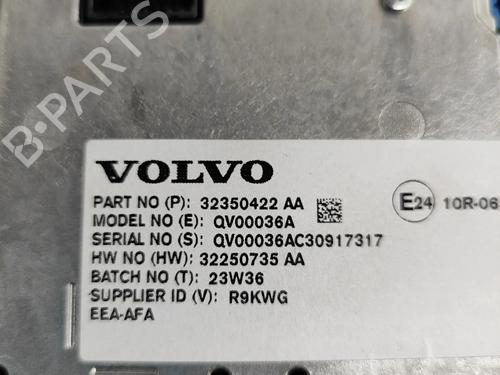 B-PARTS
VOLVO
PART NO (P): 32350422 AA
MODEL NO (E): QV00036A
SERIAL NO (S): QV00036AC30917317
HW NO (HW): 32250735 AA
BATCH NO (T): 23W36
SUPPLIER ID (V): R9KWG
EEA-AFA
E24 10R-06